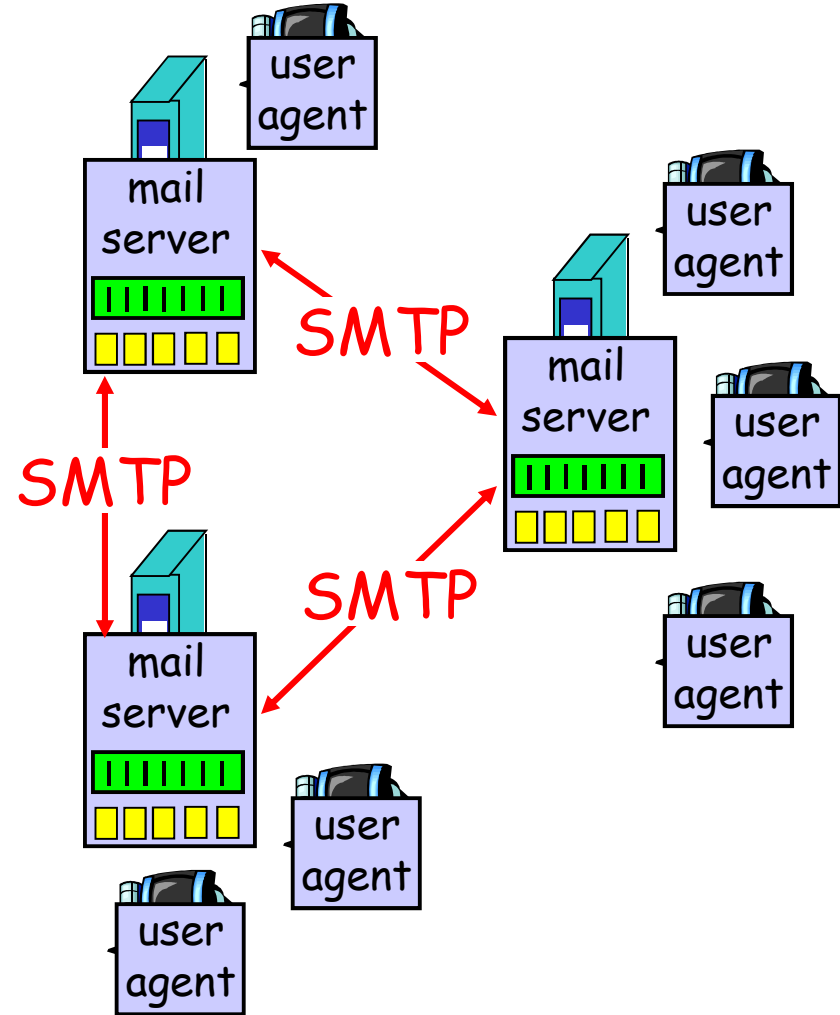 user
agent
mail
server
user
agent
SMTP
mail
server
user
agent
SMTP
SMTP
mail
server
user
agent
user
agent
user
agent